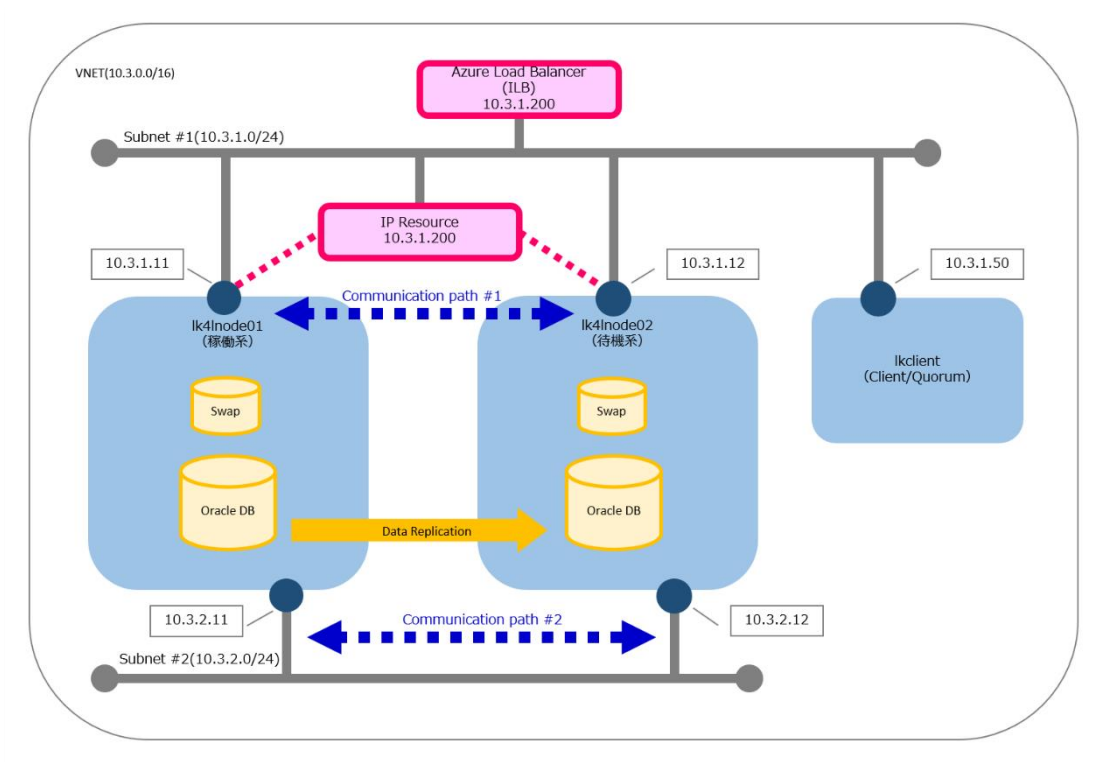 VNET(10.3.0.0/16)
Azure Load Balancer
(ILB)
10.3.1.200
Subnet #1(10.3.1.0/24)
IP Resource
10.3.1.200
10.3.1.11
10.3.1.12
10.3.1.50
Communication path #1
lk4lnode01
(稼働系)
lk4lnode02
(待機系)
lkclient
(Client/Quorum)
Swap
Swap
Oracle DB
Oracle DB
Data Replication
10.3.2.11
Communication path #2
10.3.2.12
Subnet #2(10.3.2.0/24)